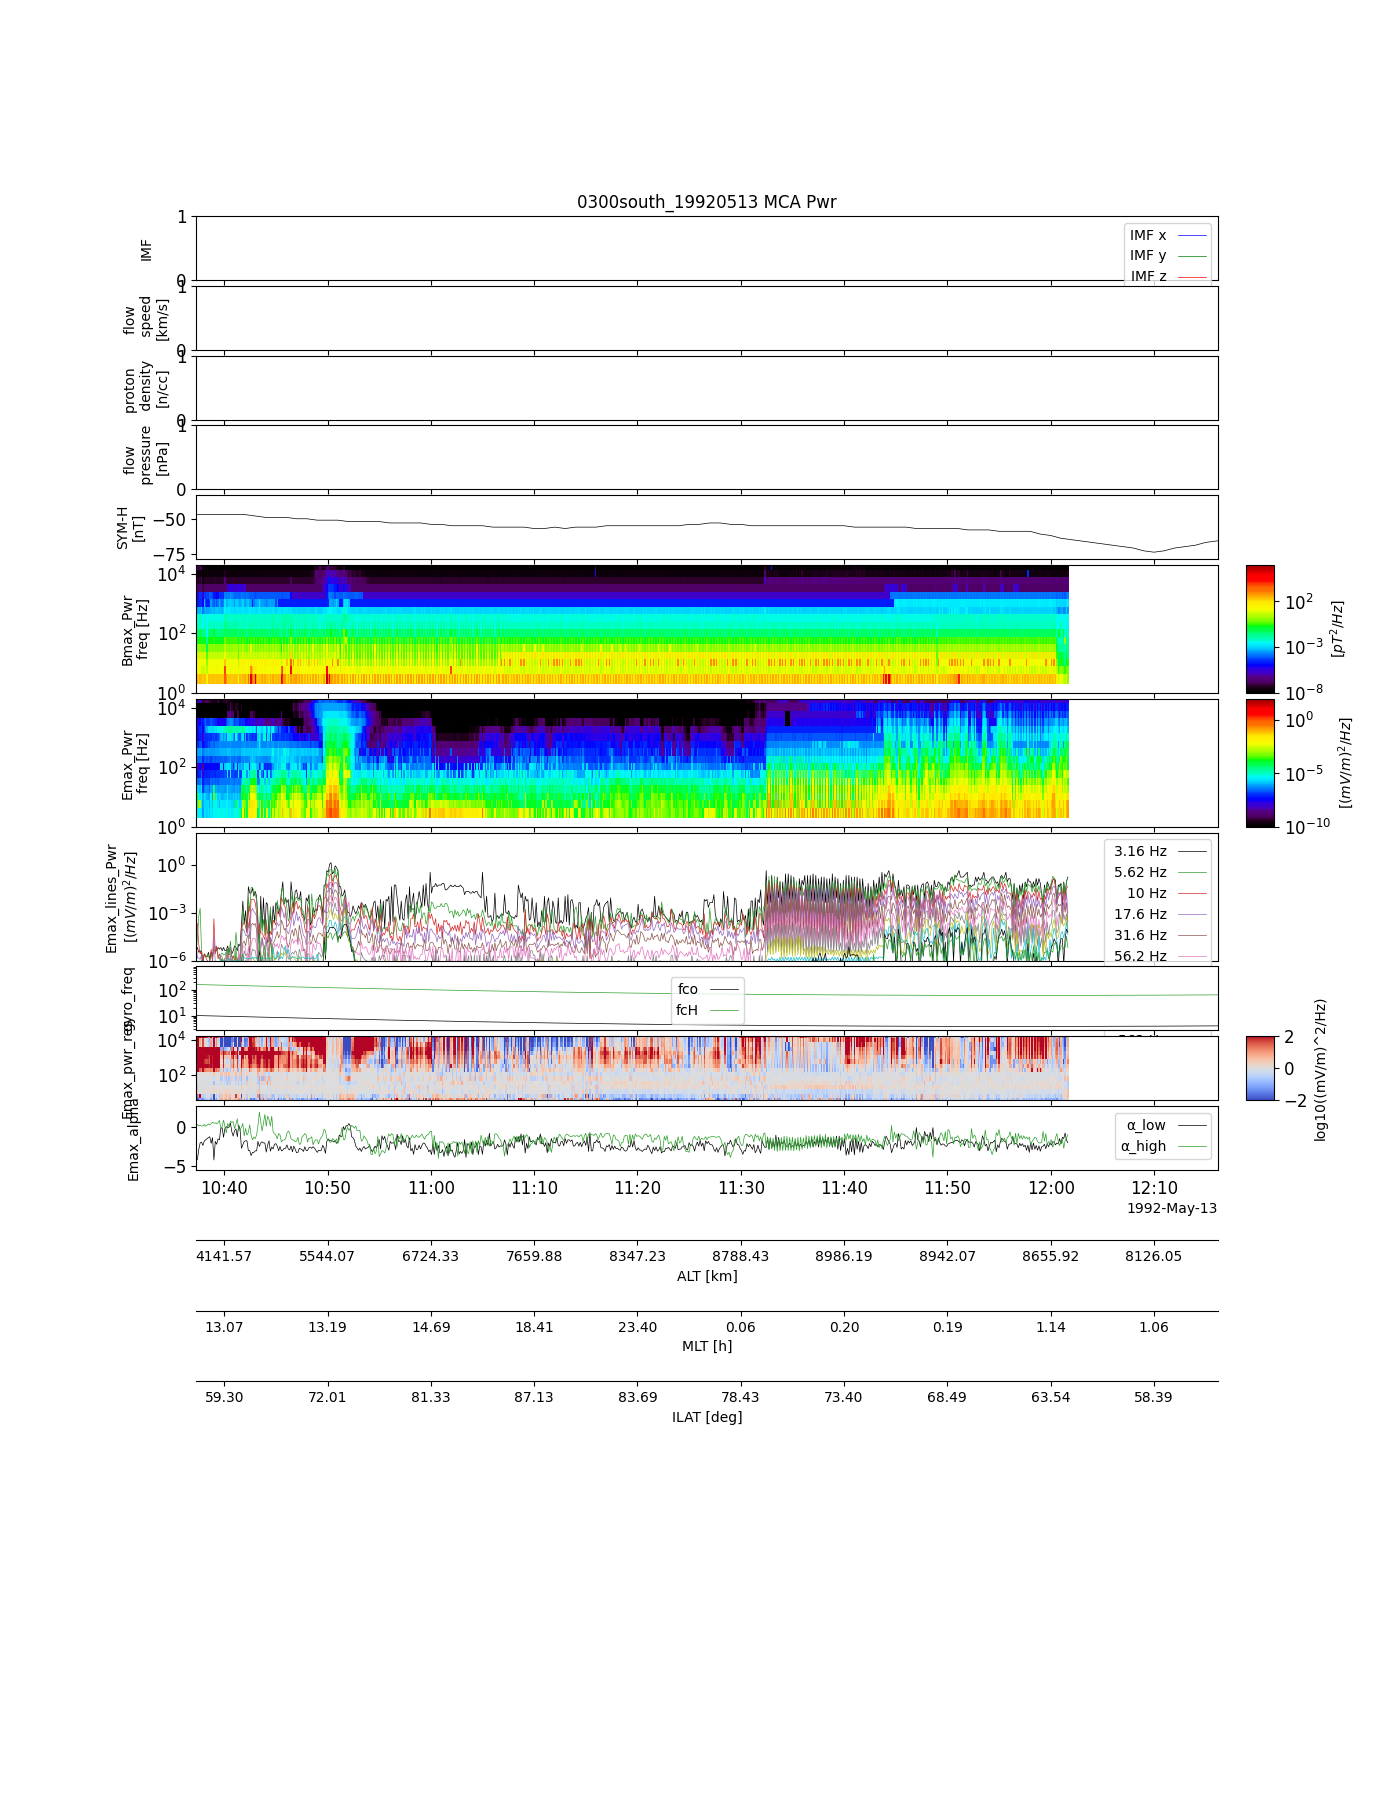 0300south_19920513 MCA Pwr
1
0
IMF
IMF x
IMF y
IMF z
1
0
flow
speed
[km/s]
1
0
proton
density
[n/cc]
1
0
flow
pressure
[nPa]
−50
−75
SYM-H
[nT]
10^4
10^2
10^0
Bmax_Pwr
freq [Hz]
10^2
10^−3
10^−8
[pT^2/Hz]
10^4
10^2
10^0
Emax_Pwr
freq [Hz]
10^0
10^−5
10^−10
[(mV/m)^2/Hz]
10^0
10^−3
10^−6
Emax_lines_Pwr
[(mV/m)^2/Hz]
3.16 Hz
5.62 Hz
10 Hz
17.6 Hz
31.6 Hz
56.2 Hz
10^2
10^1
gyro_freq
fco
fcH
10^4
10^2
Emax_pwr_res
2
0
−2
log10((mV/m)^2/Hz)
0
−5
Emax_alpha
α_low
α_high
10:40 10:50 11:00 11:10 11:20 11:30 11:40 11:50 12:00 12:10
1992-May-13
4141.57 5544.07 6724.33 7659.88 8347.23 8788.43 8986.19 8942.07 8655.92 8126.05
ALT [km]
13.07 13.19 14.69 18.41 23.40 0.06 0.20 0.19 1.14 1.06
MLT [h]
59.30 72.01 81.33 87.13 83.69 78.43 73.40 68.49 63.54 58.39
ILAT [deg]